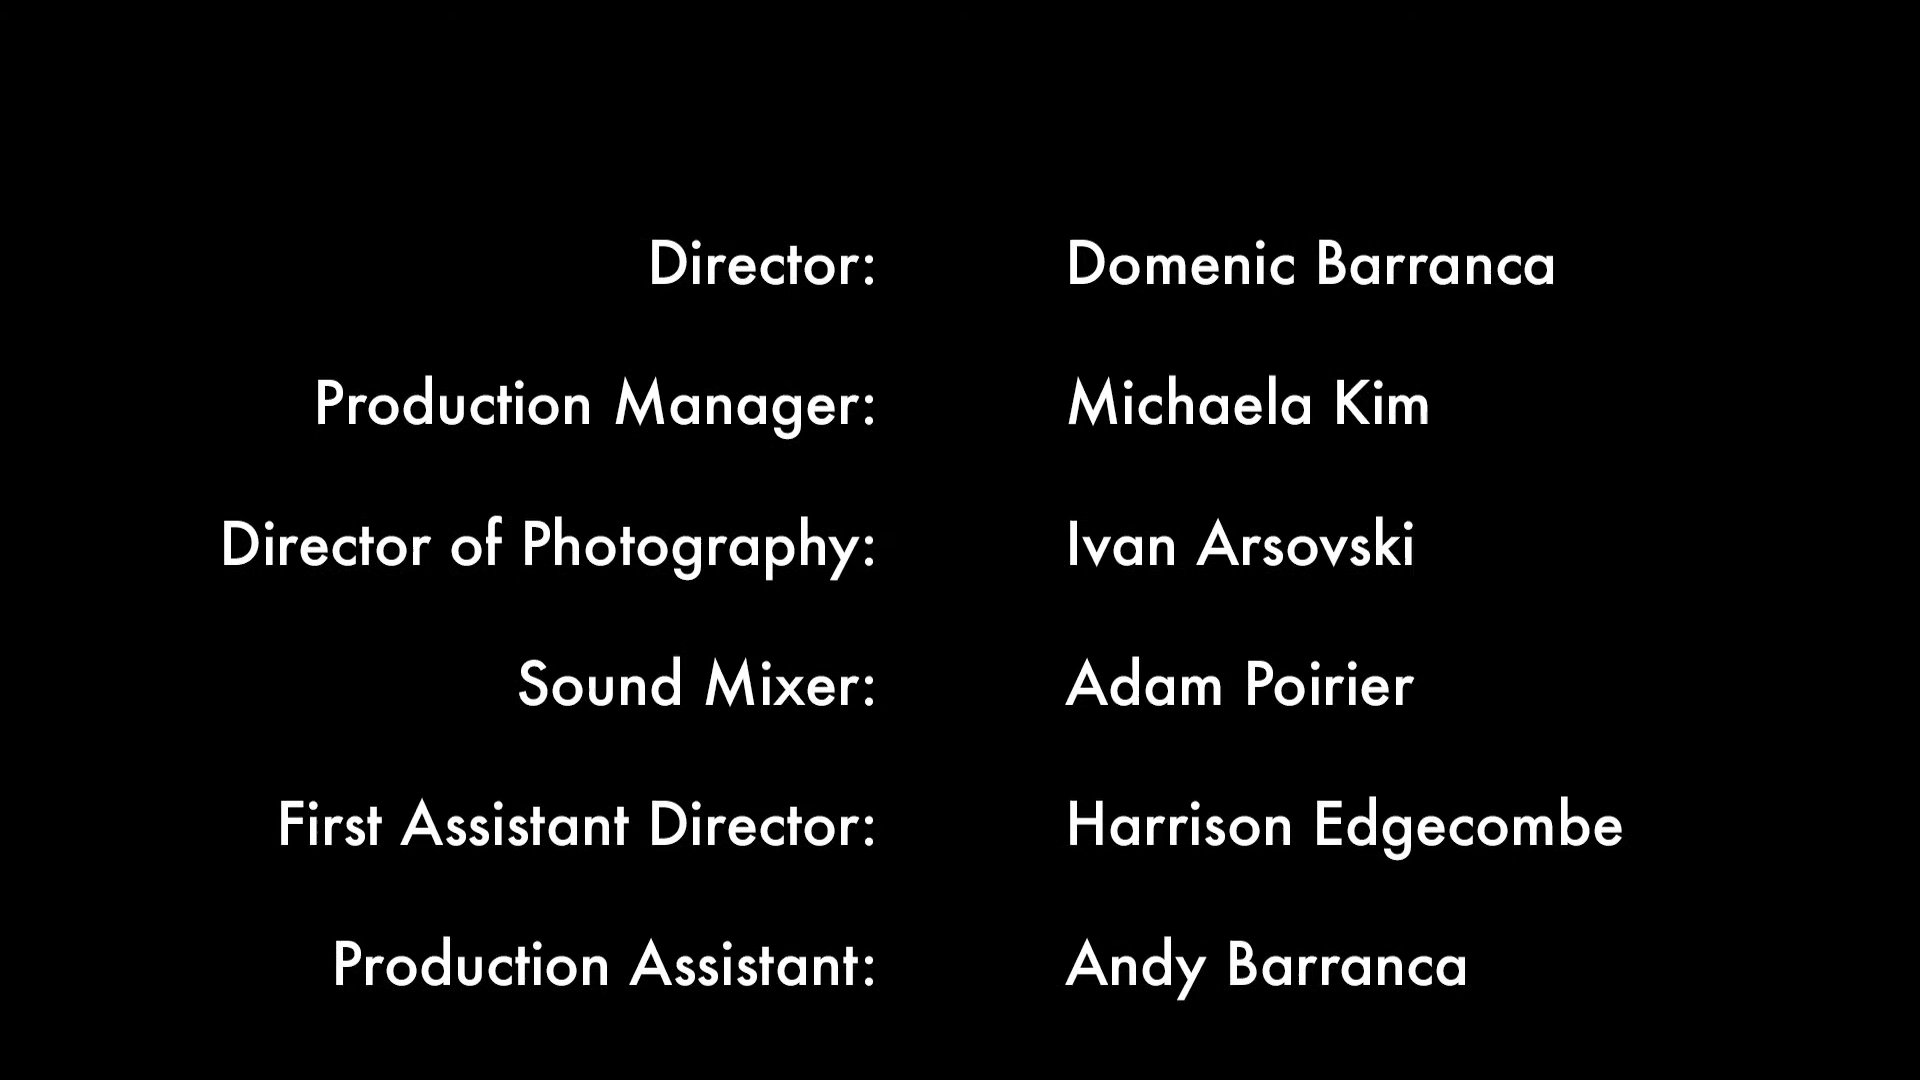 Director: Domenic Barranca
Production Manager: Michaela Kim
Director of Photography: Ivan Arsovski
Sound Mixer: Adam Poirier
First Assistant Director: Harrison Edgecombe
Production Assistant: Andy Barranca